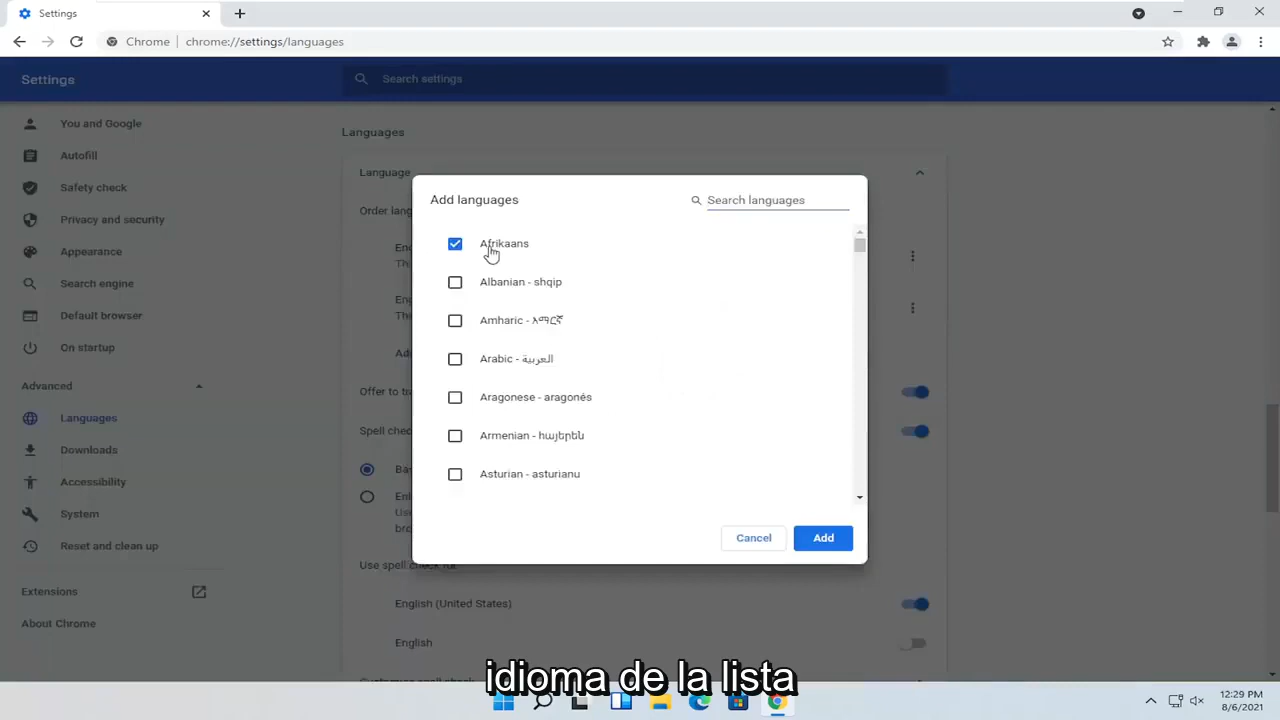 Settings
Chrome | chrome://settings/languages
Settings
Search settings
You and Google
Autofill
Safety check
Privacy and security
Appearance
Search engine
Default browser
On startup
Advanced
Languages
Downloads
Accessibility
System
Reset and clean up
Extensions
About Chrome
Languages
Language
Add languages
Search languages
Afrikaans
Albanian - shqip
Amharic - አማርኛ
Arabic - العربية
Aragonese - aragonés
Armenian - հայերեն
Asturian - asturianu
Cancel
Add
English (United States)
English
idioma de la lista
12:29 PM
8/6/2021